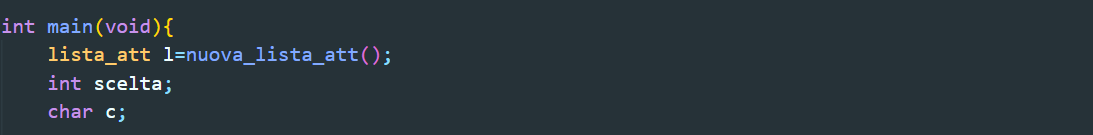 int main(void){
    lista_att l=nuova_lista_att();
    int scelta;
    char c;